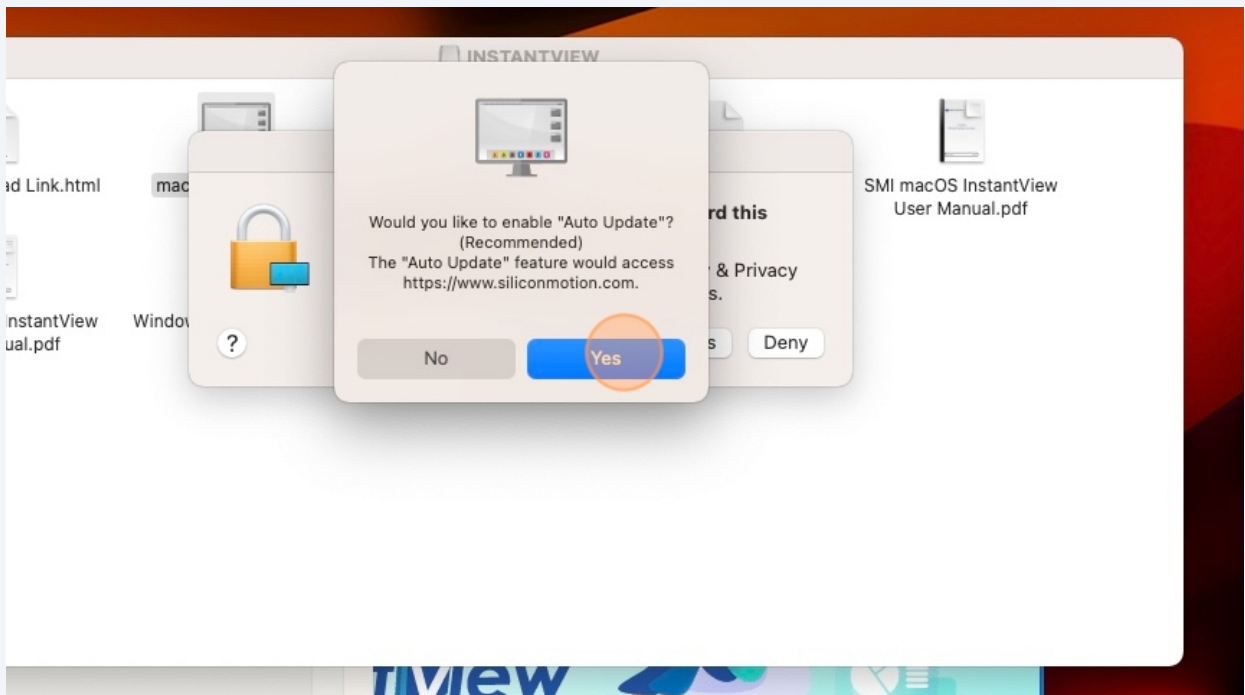 INSTANTVIEW
ad Link.html
mac
SMI macOS InstantView
User Manual.pdf
nstantView
ual.pdf
Window
Would you like to enable "Auto Update"?
(Recommended)
The "Auto Update" feature would access
https://www.siliconmotion.com.
No
Yes
?
rd this
& Privacy
s.
s
Deny
tView